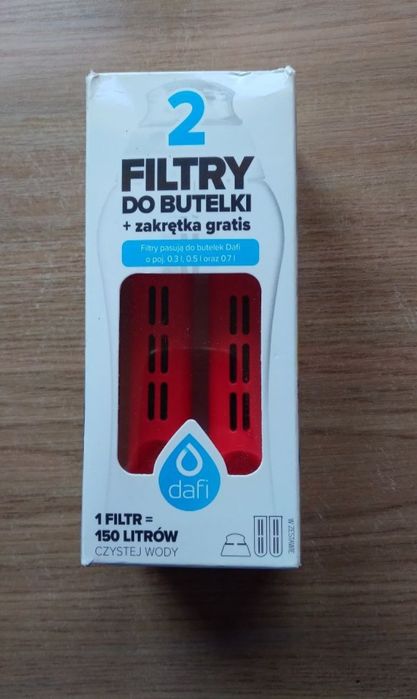 2
FILTRY
DO BUTELKI
+ zakrętka gratis
Filtry pasują do butelek Dafi
o poj. 0.3 l, 0.5 l oraz 0.7 l
dafi
1 FILTR =
150 LITRÓW
CZYSTEJ WODY
W ZESTAWIE: